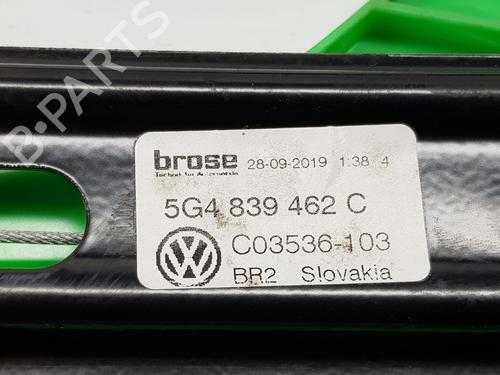 B-PARTS
brose 28-09-2019 1:38 4
Technik für Automobile
5G4 839 462 C
C03536-103
BR2 Slovakia